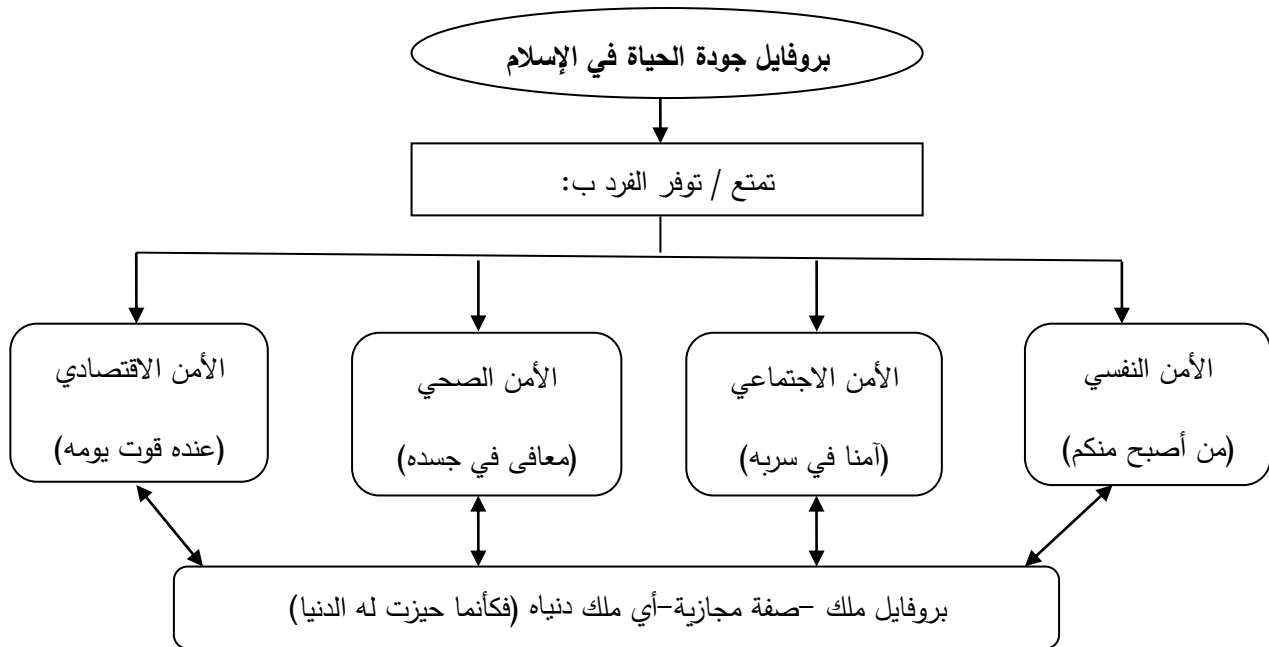 بروفايل جودة الحياة في الإسلام
تمتع / توفر الفرد ب:
الأمن النفسي
(من أصبح منكم)
الأمن الاجتماعي
(آمنا في سربه)
الأمن الصحي
(معافى في جسده)
الأمن الاقتصادي
(عنده قوت يومه)
بروفايل ملك -صفة مجازية-أي ملك دنياه (فكأنما حيزت له الدنيا)